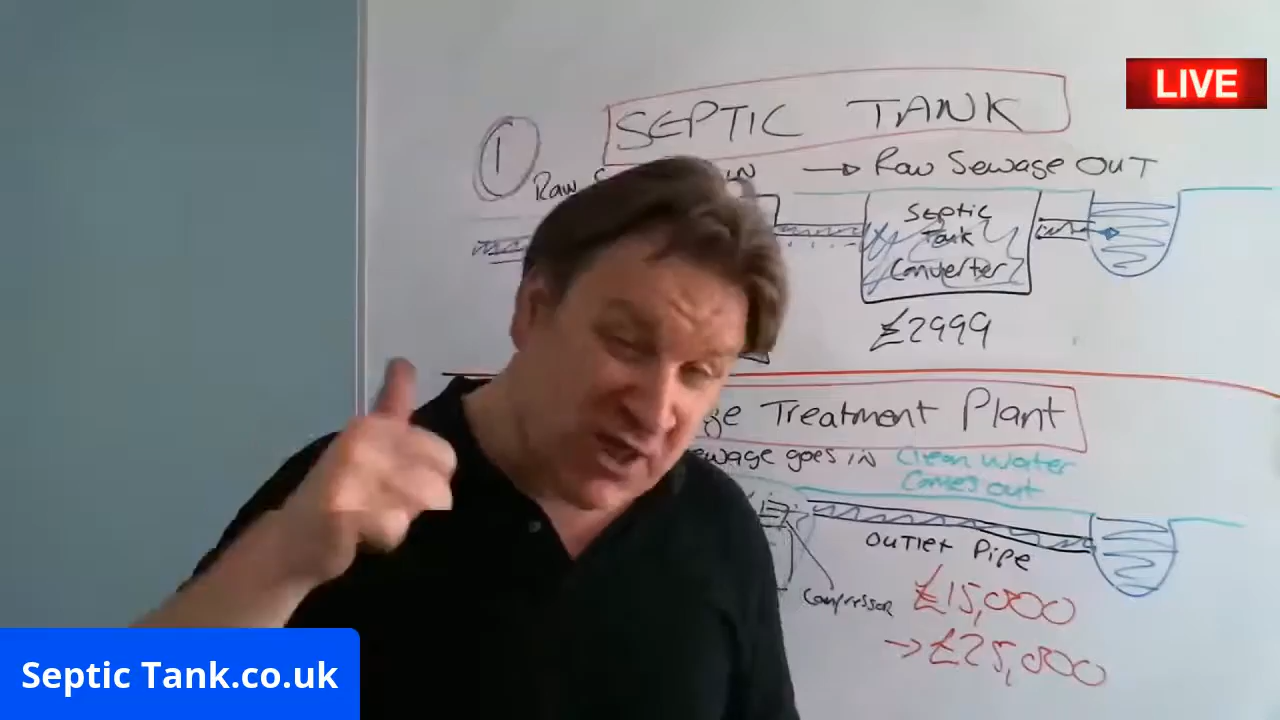 LIVE
SEPTIC TANK
1
Raw IN → Raw Sewage OUT
Septic
Tank
Converter
£2999
Treatment Plant
goes in Clean water
Comes out
Outlet Pipe
Compressor £15,000
→ £25,000
Septic Tank.co.uk